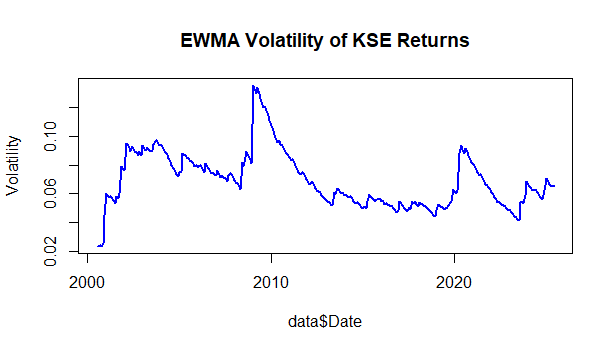 EWMA Volatility of KSE Returns
Volatility
0.10
0.06
0.02
2000 2010 2020
data$Date